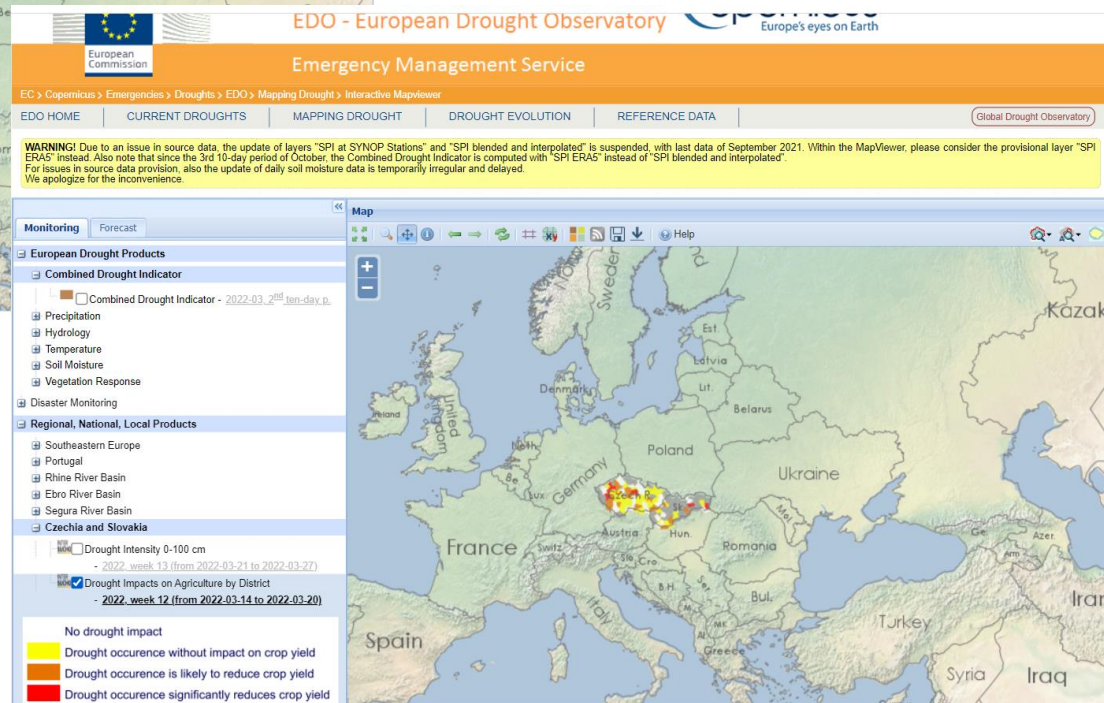 EDO - European Drought Observatory
Europe's eyes on Earth
European
Commission
Emergency Management Service
EC > Copernicus > Emergencies > Droughts > EDO > Mapping Drought > Interactive Mapviewer
EDO HOME
CURRENT DROUGHTS
MAPPING DROUGHT
DROUGHT EVOLUTION
REFERENCE DATA
Global Drought Observatory
WARNING! Due to an issue in source data, the update of layers "SPI at SYNOP Stations" and "SPI blended and interpolated" is suspended, with last data of September 2021. Within the MapViewer, please consider the provisional layer "SPI
ERA5" instead. Also note that since the 3rd 10-day period of October, the Combined Drought Indicator is computed with "SPI ERA5" instead of "SPI blended and interpolated".
For issues in source data provision, also the update of daily soil moisture data is temporarily irregular and delayed.
We apologize for the inconvenience.
Monitoring
Forecast
European Drought Products
Combined Drought Indicator
Combined Drought Indicator - 2022-03, 2nd ten-day p.
Precipitation
Hydrology
Temperature
Soil Moisture
Vegetation Response
Disaster Monitoring
Regional, National, Local Products
Southeastern Europe
Portugal
Rhine River Basin
Ebro River Basin
Segura River Basin
Czechia and Slovakia
Drought Intensity 0-100 cm
- 2022, week 13 (from 2022-03-21 to 2022-03-27)
Drought Impacts on Agriculture by District
- 2022, week 12 (from 2022-03-14 to 2022-03-20)
No drought impact
Drought occurence without impact on crop yield
Drought occurence is likely to reduce crop yield
Drought occurence significantly reduces crop yield
Map
Help
Sweden
Kazak
Est.
Latvia
Lit.
Denmark
Ireland
United
Kingdom
Belarus
Neth.
Poland
Be
Germany
Ukraine
Lux
Czech R.
Sl.
Mol.
Austria
Hun.
France
Switz
Slo.
Cro.
Romania
Ge
Azer.
Arm
B.H.
Se.
Italy
Bul.
Iran
MK
Al
Turkey
Spain
Greece
Syria
Iraq